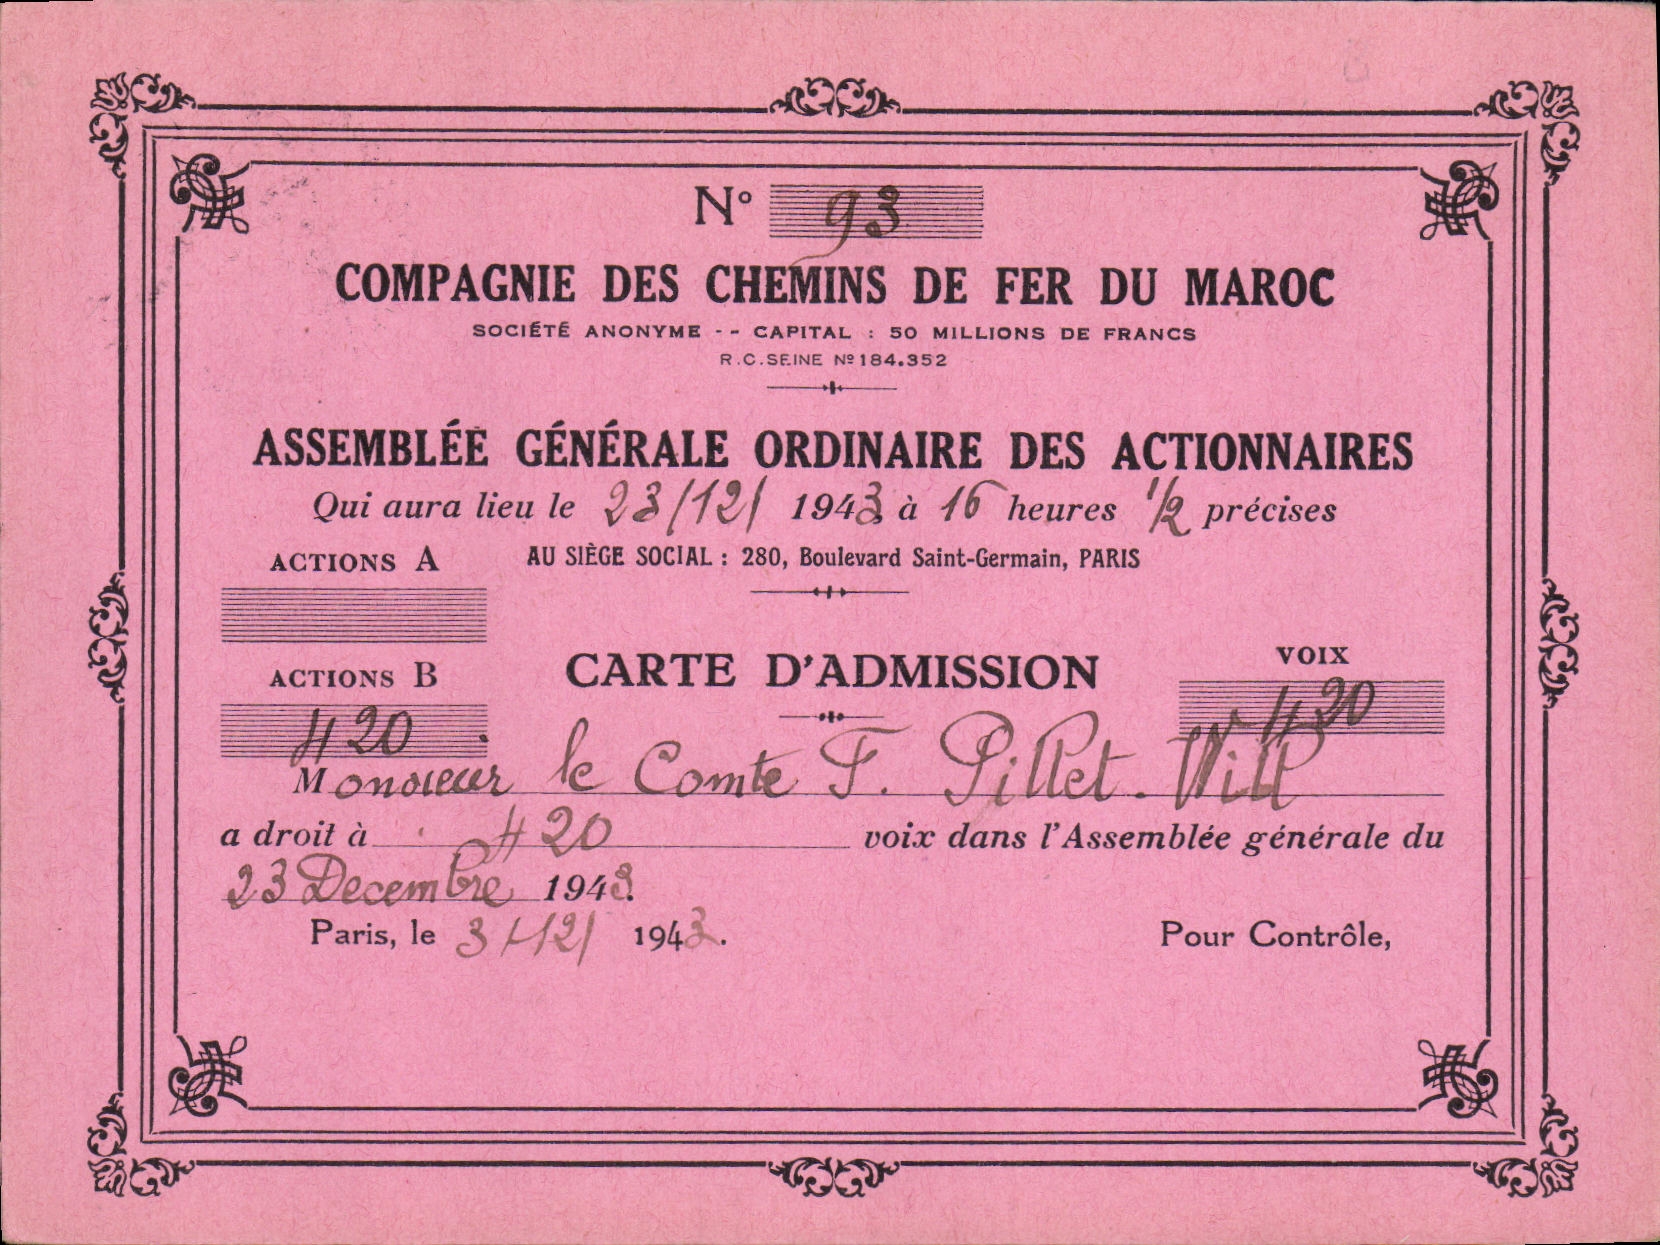 N° 93
COMPAGNIE DES CHEMINS DE FER DU MAROC
SOCIÉTÉ ANONYME -- CAPITAL : 50 MILLIONS DE FRANCS
R.C.SEINE N° 184.352
ASSEMBLÉE GÉNÉRALE ORDINAIRE DES ACTIONNAIRES
Qui aura lieu le 23/12/ 1943 à 16 heures 1/2 précises
AU SIÈGE SOCIAL : 280, Boulevard Saint-Germain, PARIS
ACTIONS A
ACTIONS B
420
CARTE D'ADMISSION
VOIX
420
Monsieur le Comte F. Pillet-Will
a droit à 420 voix dans l'Assemblée générale du
23 Decembre 1943.
Paris, le 3/12/ 1943.
Pour Contrôle,